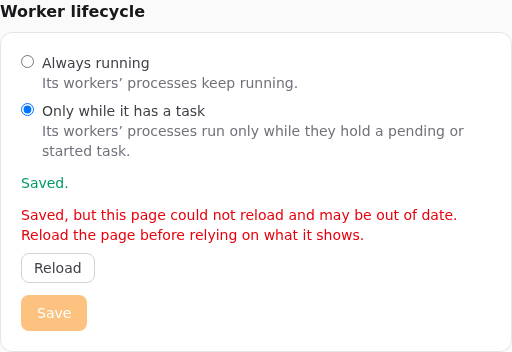 Worker lifecycle
Always running
Its workers’ processes keep running.
Only while it has a task
Its workers’ processes run only while they hold a pending or
started task.
Saved.
Saved, but this page could not reload and may be out of date.
Reload the page before relying on what it shows.
Reload
Save